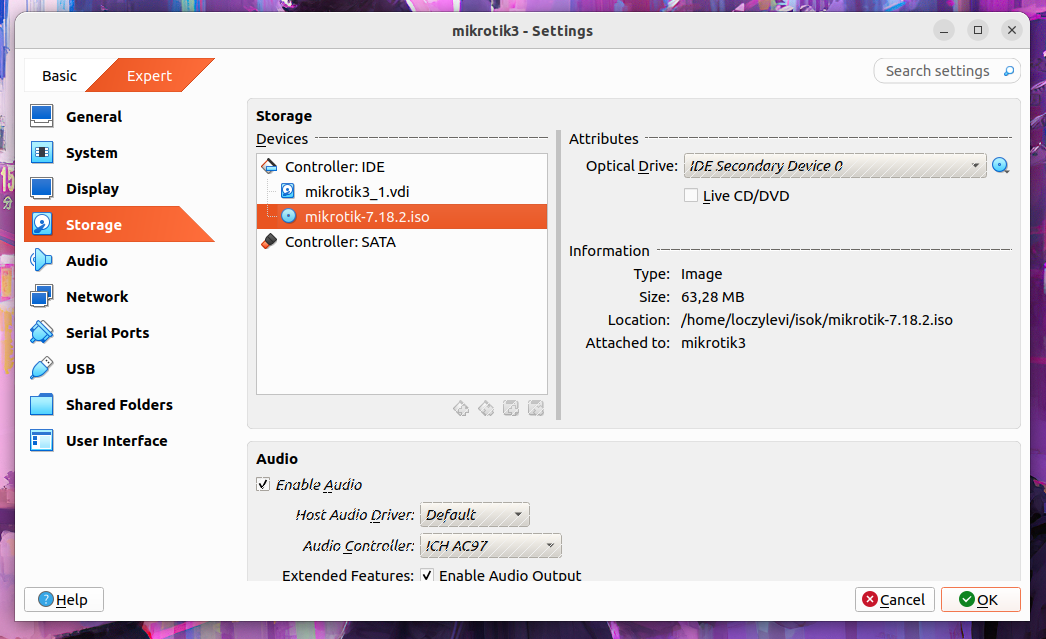 mikrotik3 - Settings
Basic
Expert
Search settings
General
System
Display
Storage
Audio
Network
Serial Ports
USB
Shared Folders
User Interface
Storage
Devices
Controller: IDE
mikrotik3_1.vdi
mikrotik-7.18.2.iso
Controller: SATA
Attributes
Optical Drive: IDE Secondary Device 0
Live CD/DVD
Information
Type: Image
Size: 63,28 MB
Location: /home/loczylevi/isok/mikrotik-7.18.2.iso
Attached to: mikrotik3
Audio
Enable Audio
Host Audio Driver: Default
Audio Controller: ICH AC97
Extended Features: Enable Audio Output
Help
Cancel
OK